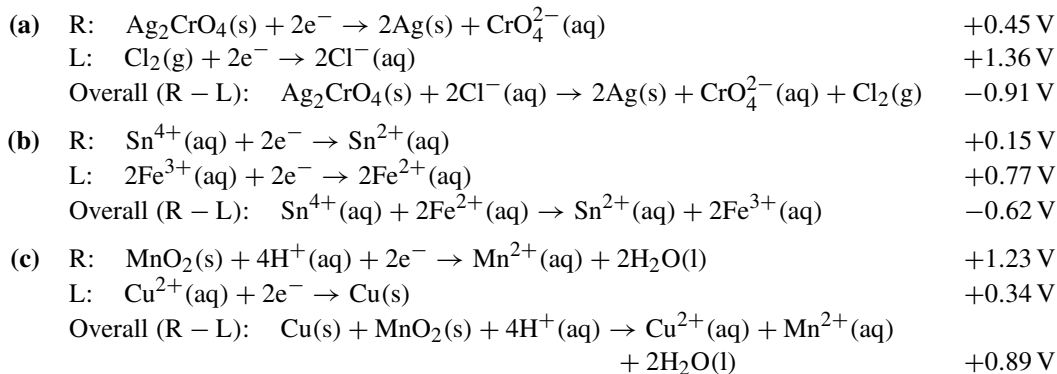 (a) R: Ag₂CrO₄(s) + 2e⁻ → 2Ag(s) + CrO₄²⁻(aq) +0.45 V
L: Cl₂(g) + 2e⁻ → 2Cl⁻(aq) +1.36 V
Overall (R − L): Ag₂CrO₄(s) + 2Cl⁻(aq) → 2Ag(s) + CrO₄²⁻(aq) + Cl₂(g) −0.91 V
(b) R: Sn⁴⁺(aq) + 2e⁻ → Sn²⁺(aq) +0.15 V
L: 2Fe³⁺(aq) + 2e⁻ → 2Fe²⁺(aq) +0.77 V
Overall (R − L): Sn⁴⁺(aq) + 2Fe²⁺(aq) → Sn²⁺(aq) + 2Fe³⁺(aq) −0.62 V
(c) R: MnO₂(s) + 4H⁺(aq) + 2e⁻ → Mn²⁺(aq) + 2H₂O(l) +1.23 V
L: Cu²⁺(aq) + 2e⁻ → Cu(s) +0.34 V
Overall (R − L): Cu(s) + MnO₂(s) + 4H⁺(aq) → Cu²⁺(aq) + Mn²⁺(aq)
+ 2H₂O(l) +0.89 V